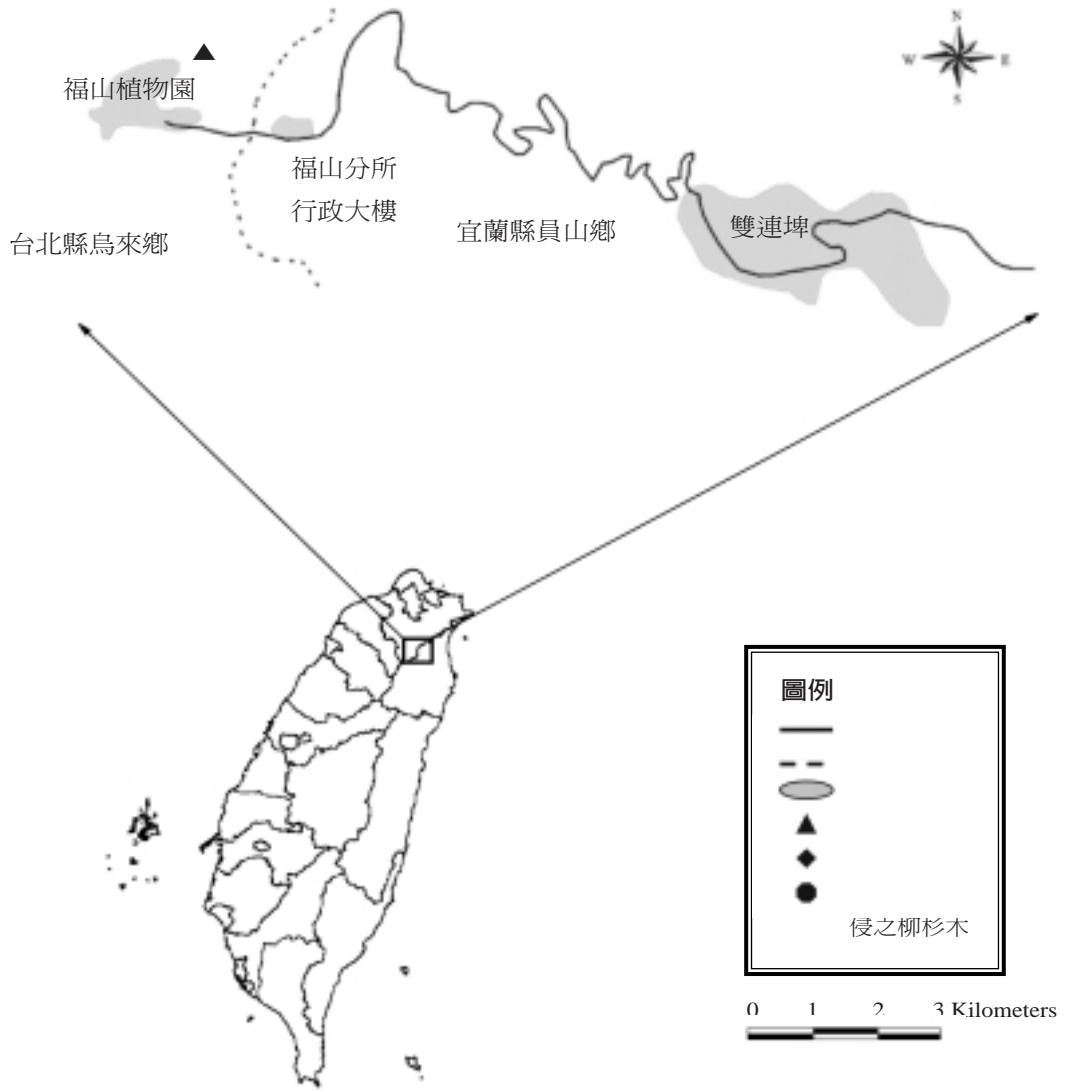 N
W E
S
福山植物園
福山分所
行政大樓
台北縣烏來鄉
宜蘭縣員山鄉
雙連埤
圖例
侵之柳杉木
0 1 2 3 Kilometers